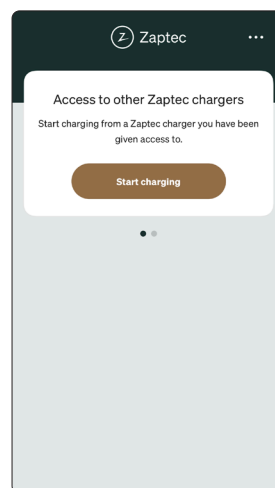 Zaptec
Access to other Zaptec chargers
Start charging from a Zaptec charger you have been
given access to.
Start charging